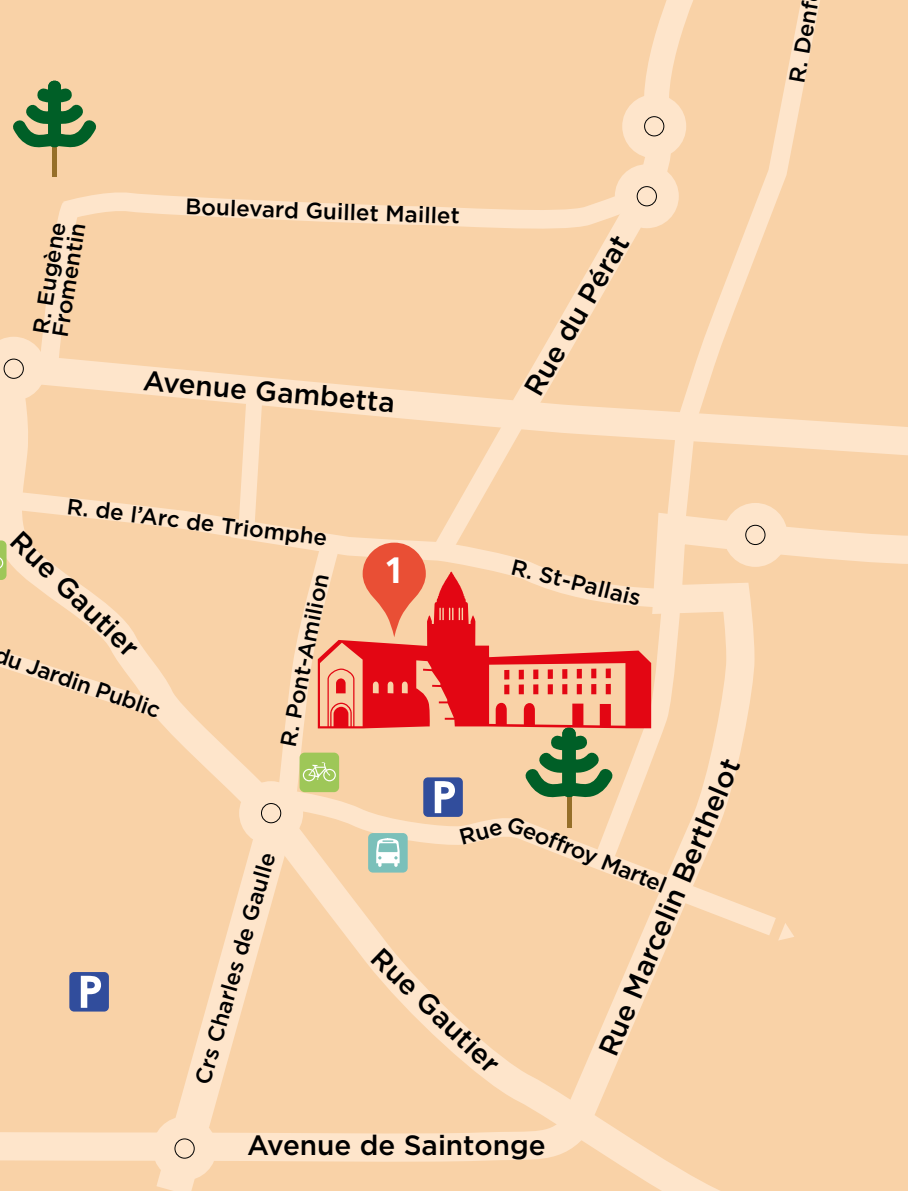 R. Denf
Boulevard Guillet Maillet
R. Eugène
Fromentin
Rue du Pérat
Avenue Gambetta
R. de l'Arc de Triomphe
Rue Gautier
1
R. St-Pallais
R. Pont-Amilion
du Jardin Public
P
Rue Geoffroy Martel
Rue Marcelin Berthelot
Crs Charles de Gaulle
P
Rue Gautier
Avenue de Saintonge